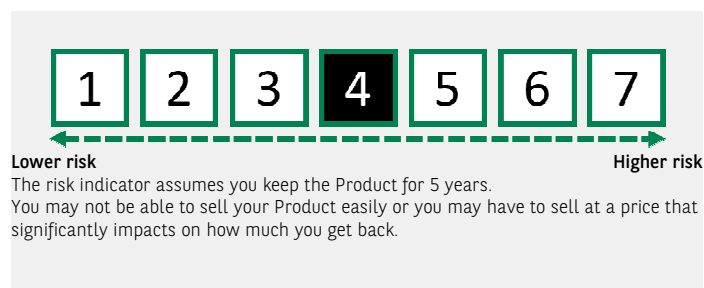 1 2 3 4 5 6 7
Lower risk Higher risk
The risk indicator assumes you keep the Product for 5 years.
You may not be able to sell your Product easily or you may have to sell at a price that
significantly impacts on how much you get back.